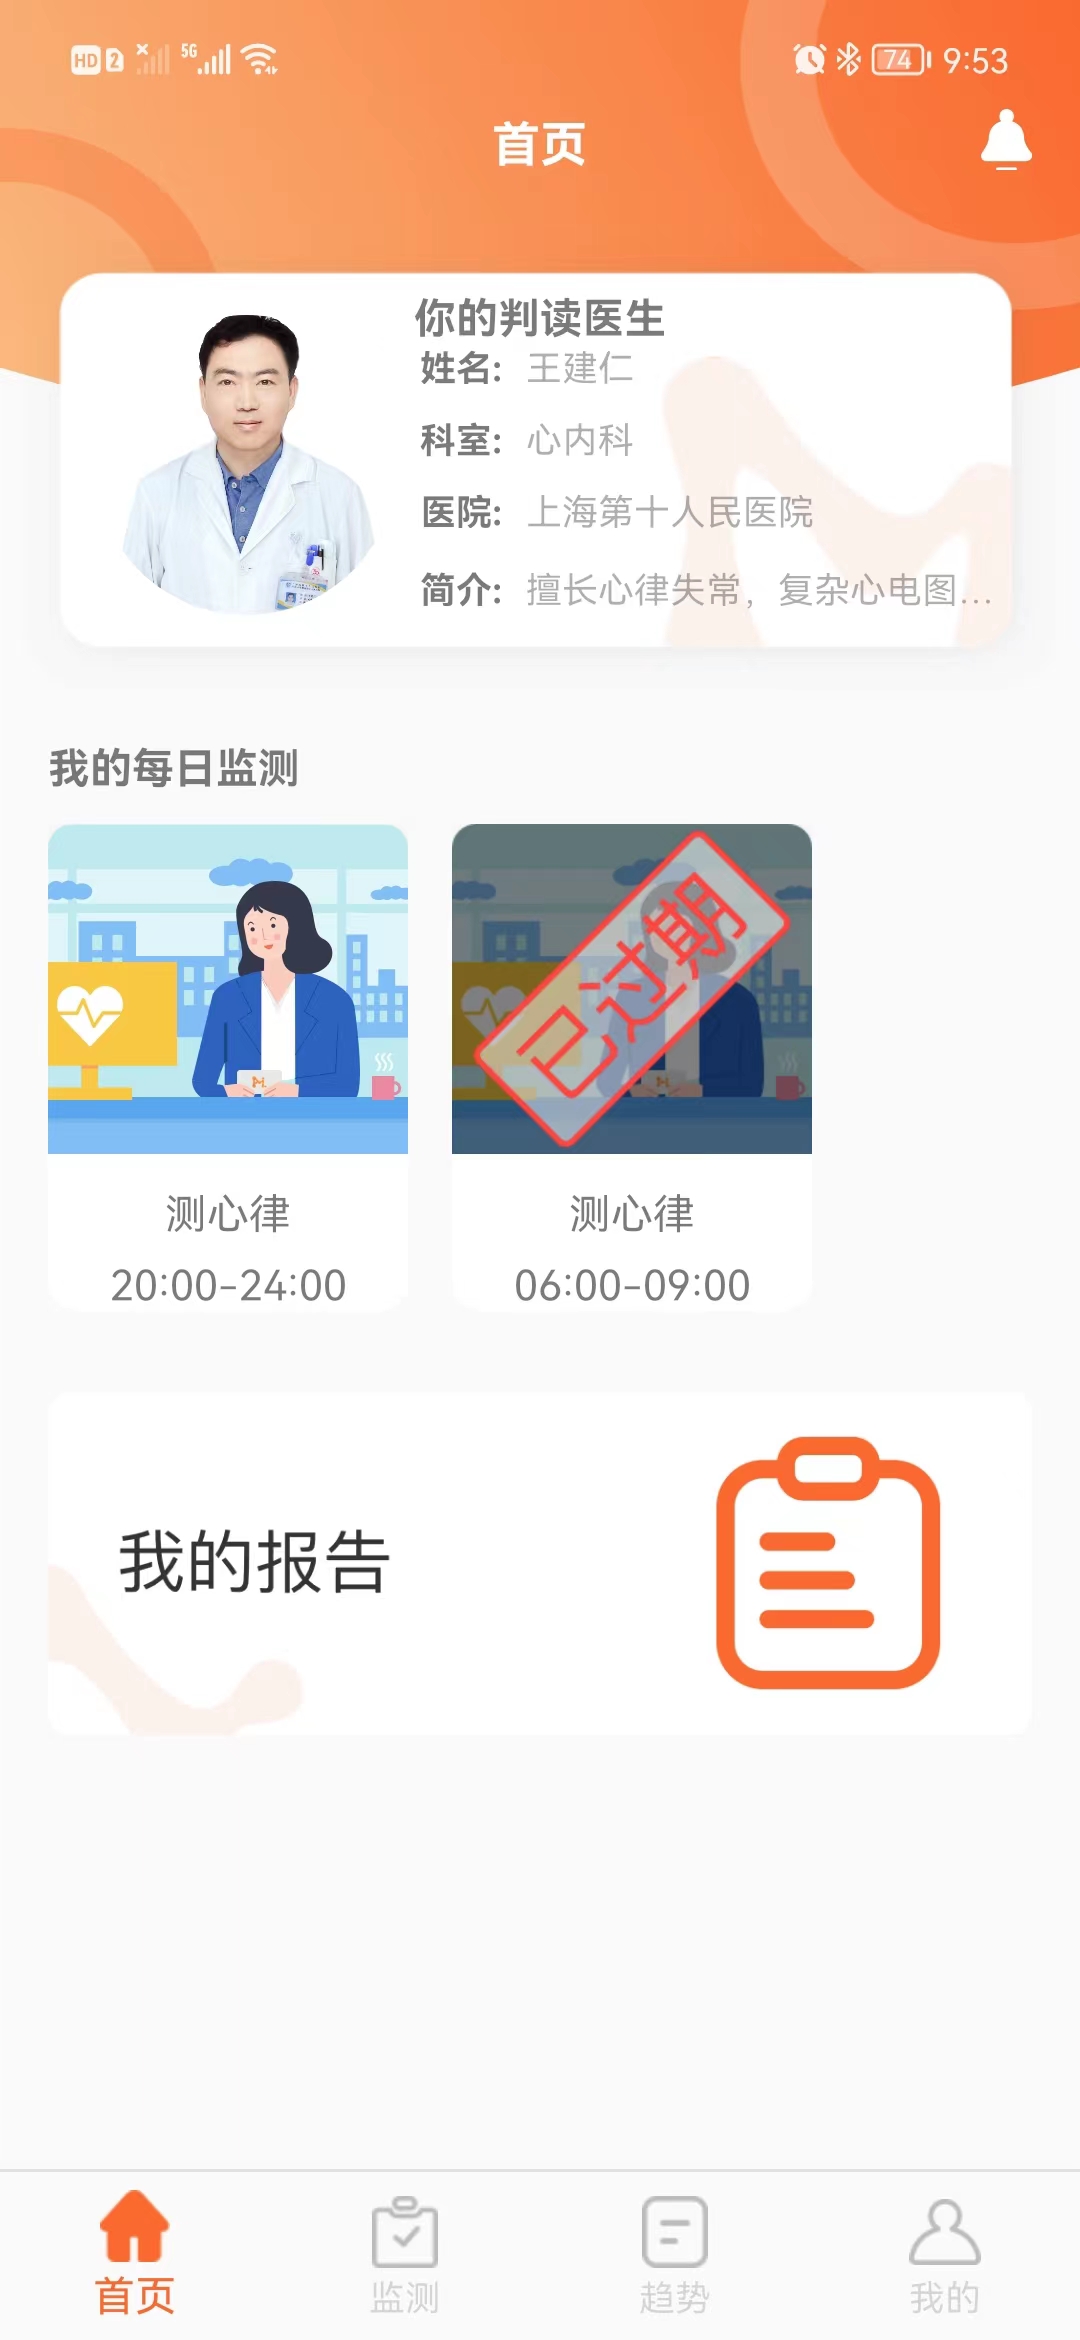 HD 2 5G 74 9:53
首页
你的判读医生
姓名: 王建仁
科室: 心内科
医院: 上海第十人民医院
简介: 擅长心律失常，复杂心电图...
我的每日监测
已过期
测心律
20:00-24:00
测心律
06:00-09:00
我的报告
首页
监测
趋势
我的